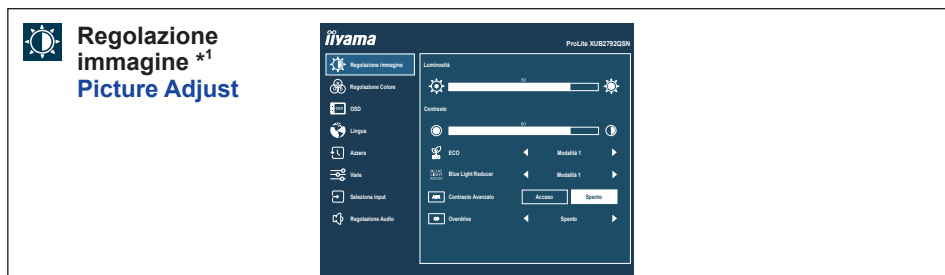 Regolazione
immagine *1
Picture Adjust
iiyama
ProLite XUB2792QSN
Regolazione immagine
Regolazione Colore
OSD
Lingua
Azzera
Varie
Seleziona input
Regolazione Audio
Luminosità
80
Contrasto
80
ECO Modalità 1
Blue Light Reducer Modalità 1
Contrasto Avanzato Acceso Spento
Overdrive Spento